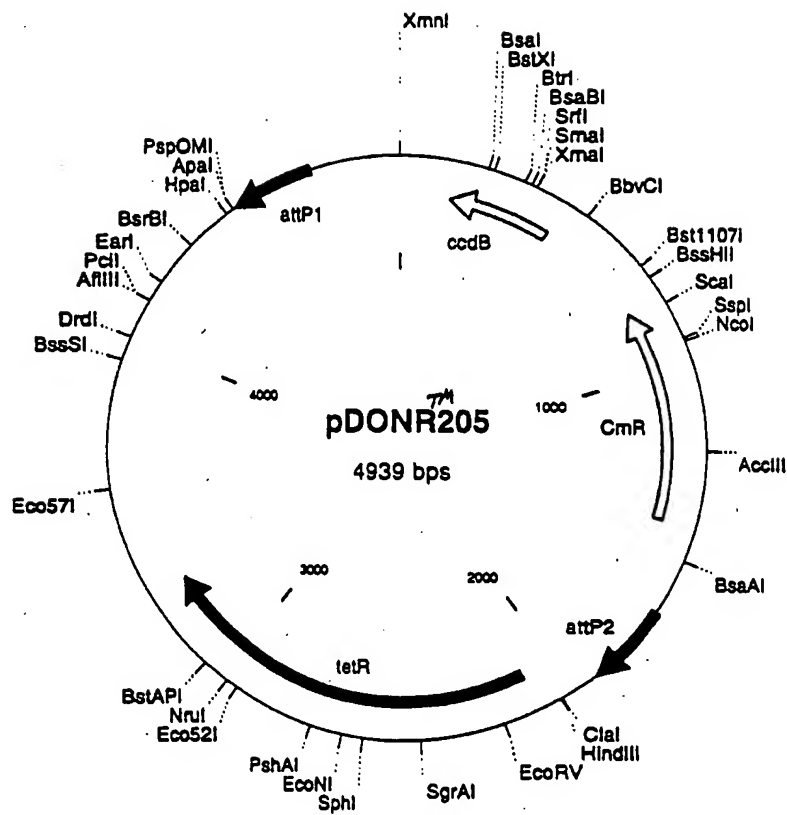 XmnI
BsaI
BstXI
BtrI
BsaBI
SrfI
SmaI
XmaI
BbvCI
Bst1107I
BssHII
ScaI
SspI
NcoI
AccIII
BsaAI
ClaI
HindIII
EcoRV
SgrAI
SphI
EcoNI
PshAI
Eco52I
NruI
BstAPI
Eco57I
BssSI
DrdI
AflIII
PciI
EarI
BsrBI
HpaI
ApaI
PspOMI
attP1
ccdB
CmR
attP2
tetR
1000
2000
3000
4000
pDONR™205
4939 bps